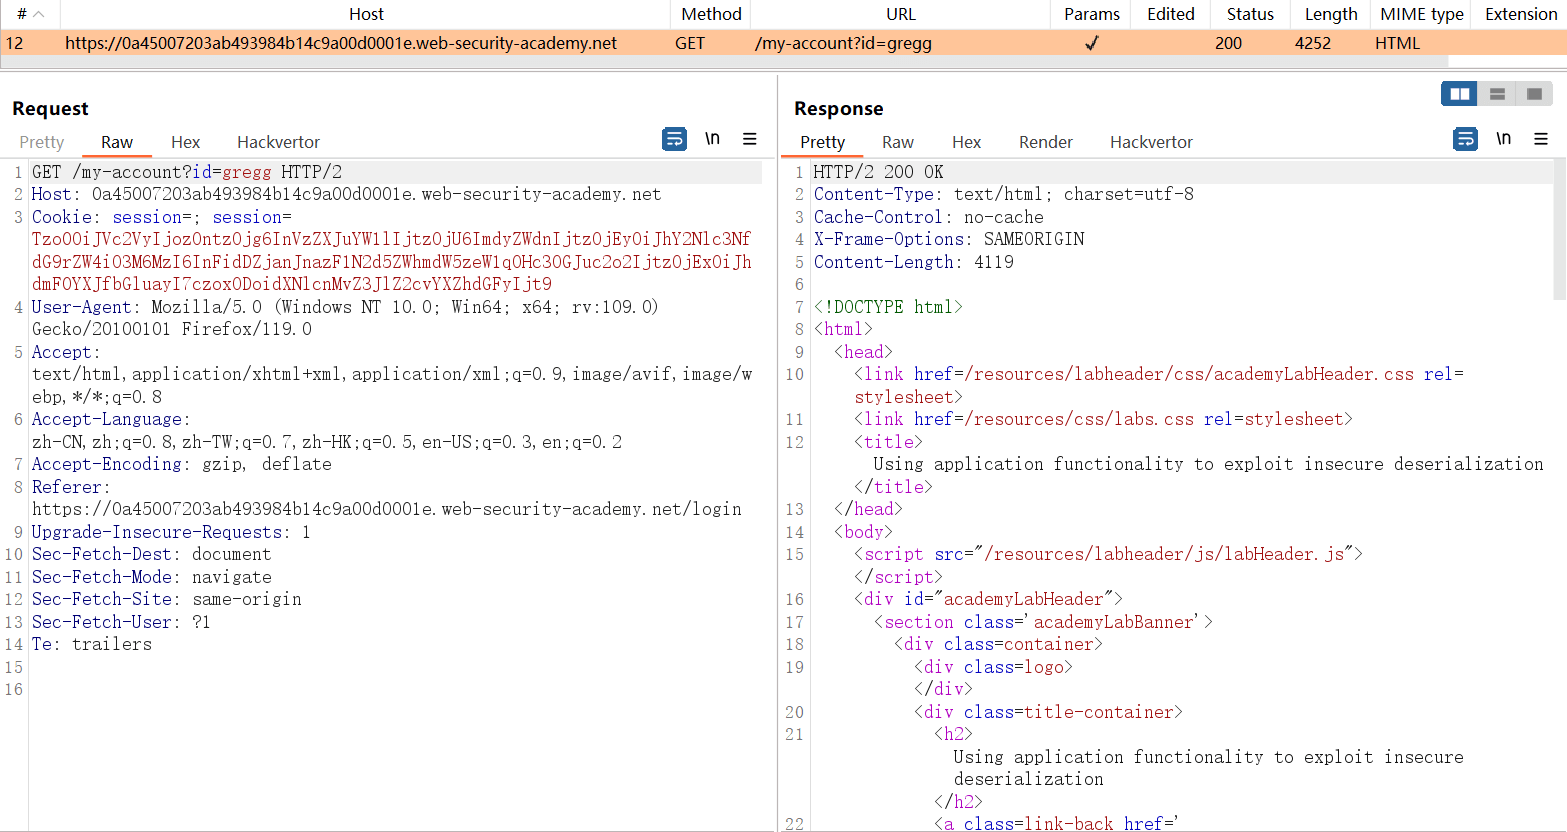 # Host Method URL Params Edited Status Length MIME type Extension
12 https://0a45007203ab493984b14c9a00d0001e.web-security-academy.net GET /my-account?id=gregg ✓ 200 4252 HTML
Request
Pretty Raw Hex Hackvertor \n
1 GET /my-account?id=gregg HTTP/2
2 Host: 0a45007203ab493984b14c9a00d0001e.web-security-academy.net
3 Cookie: session=; session=
Tzo0OiJVc2VyIjozOntzOjg6InVzZXJuYW1lIjtzOjU6ImdyZWdnIjtzOjEyOiJhY2Nlc3Nf
dG9rZW4iO3M6MzI6InFidDZjanJnazF1N2d5ZWhmdW5zeW1qOHc3OGJuc2o2IjtzOjExOiJh
dmF0YXJfbGluayI7czoxODoidXNlcnMvZ3JlZ2cvYXZhdGFyIjt9
4 User-Agent: Mozilla/5.0 (Windows NT 10.0; Win64; x64; rv:109.0)
Gecko/20100101 Firefox/119.0
5 Accept:
text/html,application/xhtml+xml,application/xml;q=0.9,image/avif,image/w
ebp,*/*;q=0.8
6 Accept-Language:
zh-CN,zh;q=0.8,zh-TW;q=0.7,zh-HK;q=0.5,en-US;q=0.3,en;q=0.2
7 Accept-Encoding: gzip, deflate
8 Referer:
https://0a45007203ab493984b14c9a00d0001e.web-security-academy.net/login
9 Upgrade-Insecure-Requests: 1
10 Sec-Fetch-Dest: document
11 Sec-Fetch-Mode: navigate
12 Sec-Fetch-Site: same-origin
13 Sec-Fetch-User: ?1
14 Te: trailers
15
16
Response
Pretty Raw Hex Render Hackvertor \n
1 HTTP/2 200 OK
2 Content-Type: text/html; charset=utf-8
3 Cache-Control: no-cache
4 X-Frame-Options: SAMEORIGIN
5 Content-Length: 4119
6
7 <!DOCTYPE html>
8 <html>
9 <head>
10 <link href=/resources/labheader/css/academyLabHeader.css rel=
stylesheet>
11 <link href=/resources/css/labs.css rel=stylesheet>
12 <title>
Using application functionality to exploit insecure deserialization
</title>
13 </head>
14 <body>
15 <script src="/resources/labheader/js/labHeader.js">
</script>
16 <div id="academyLabHeader">
17 <section class='academyLabBanner'>
18 <div class=container>
19 <div class=logo>
</div>
20 <div class=title-container>
21 <h2>
Using application functionality to exploit insecure
deserialization
</h2>
22 <a class=link-back href='